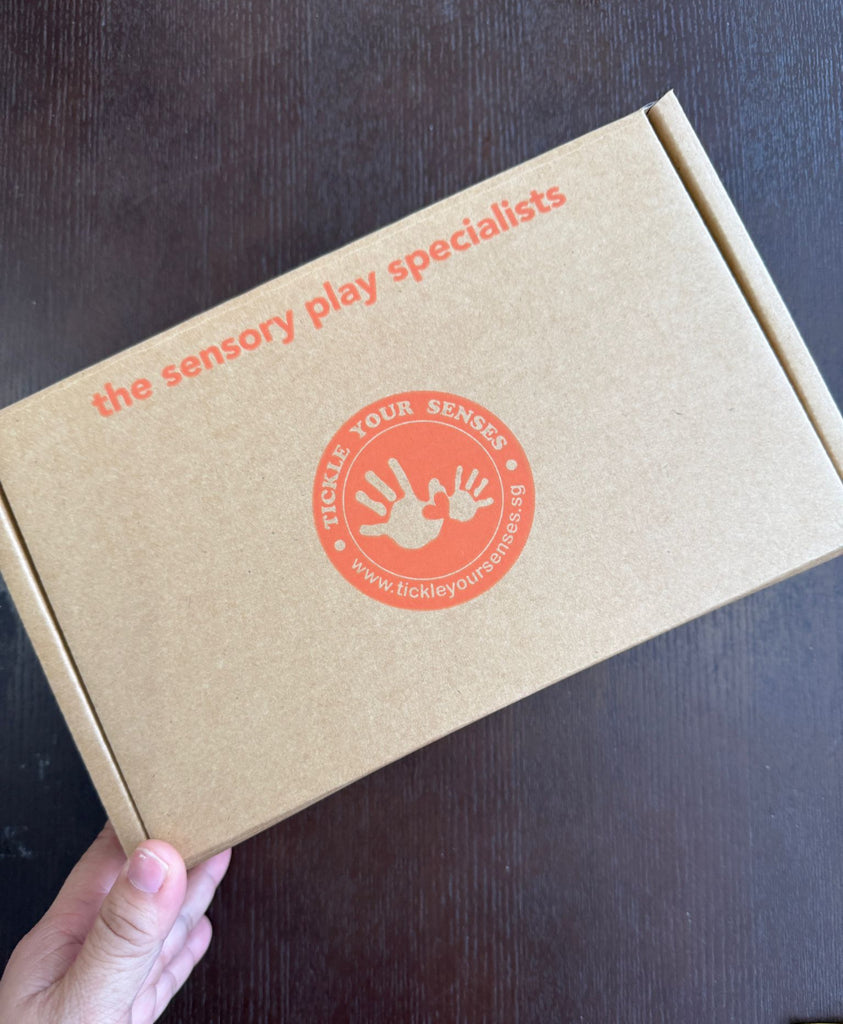 the sensory play specialists
TICKLE YOUR SENSES
www.tickleyoursenses.sg